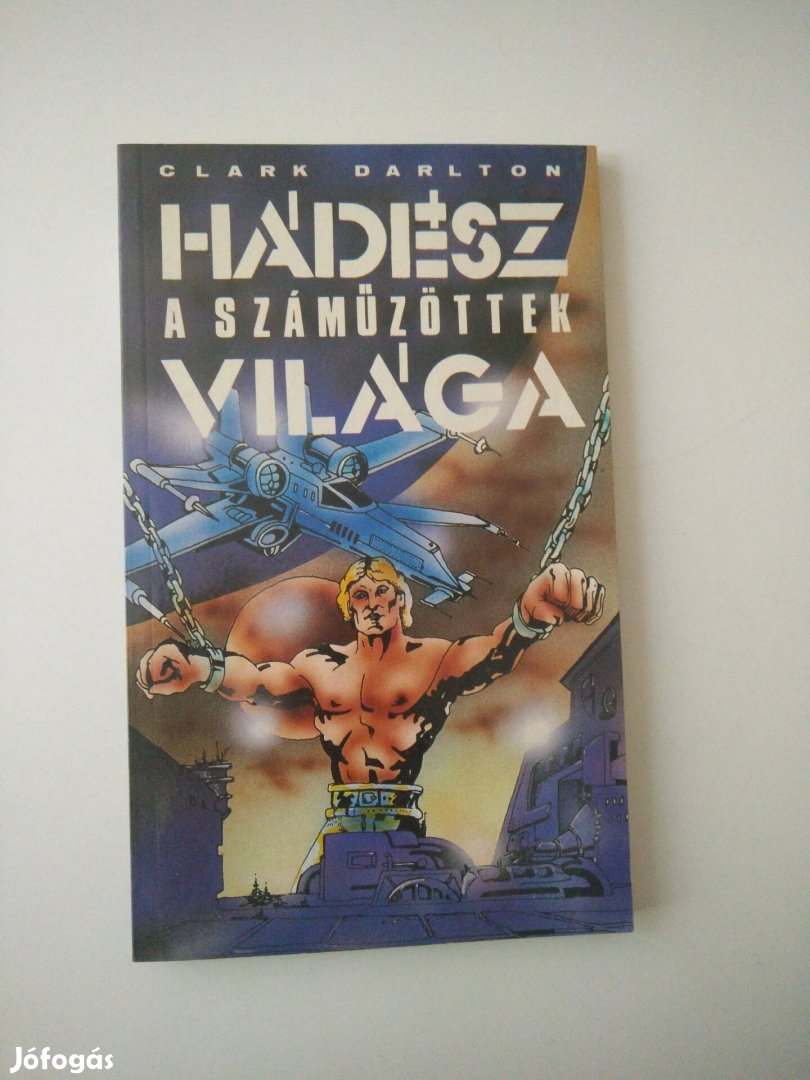 CLARK DARLTON
HÁDÉSZ
A SZÁMŰZÖTTEK
VILÁGA
Jófogás